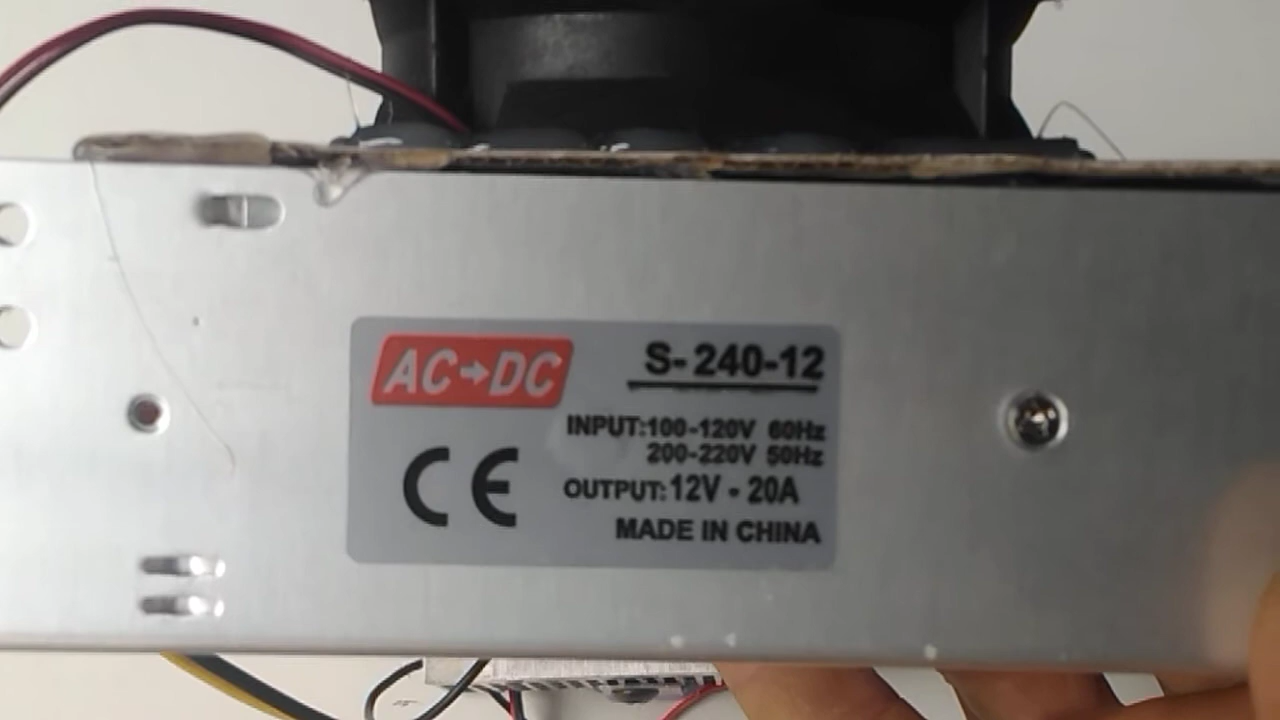 AC→DC
S-240-12
INPUT:100-120V 60Hz
200-220V 50Hz
OUTPUT:12V - 20A
CE
MADE IN CHINA